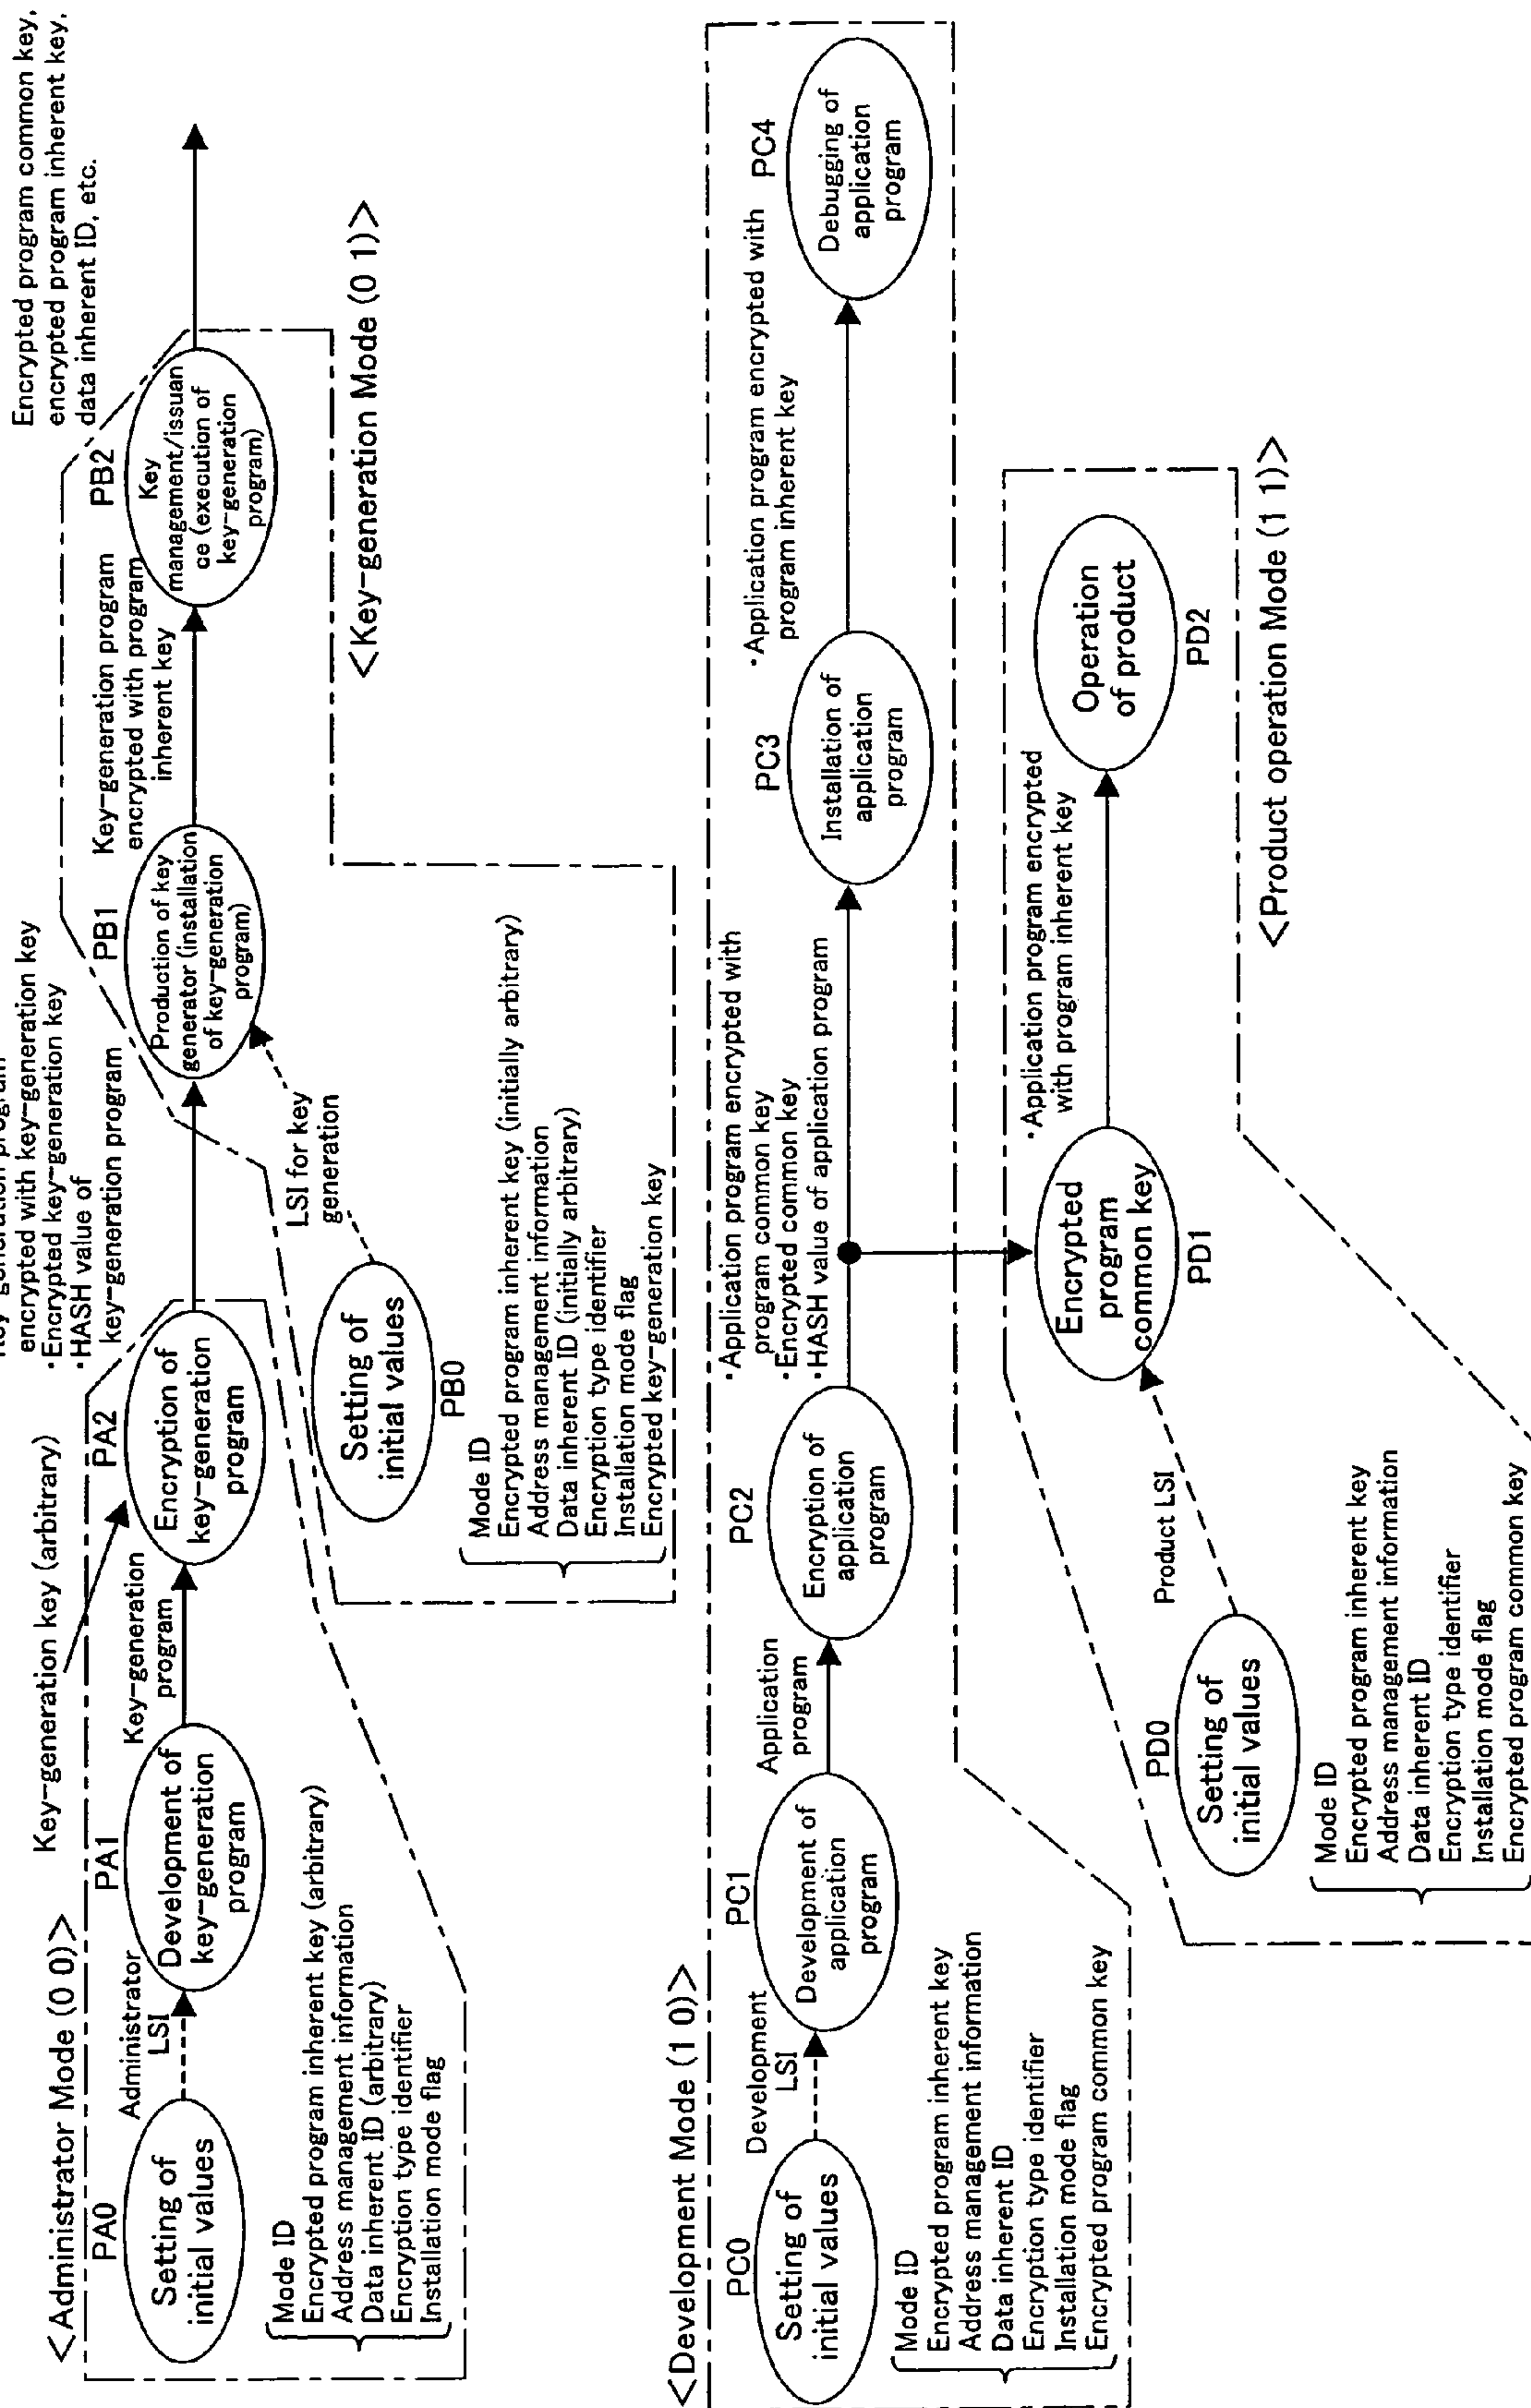 <Administrator Mode (0 0)>
PA0
Setting of
initial values
Mode ID
Encrypted program inherent key (arbitrary)
Address management information
Data inherent ID (arbitrary)
Encryption type identifier
Installation mode flag
Administrator
LSI
PA1
Development of
key-generation
program
Key-generation key (arbitrary)
Key-generation
program
PA2
Encryption of
key-generation
program
encrypted with key-generation key
・Encrypted key-generation key
・HASH value of
key-generation program
PB0
Setting of
initial values
Mode ID
Encrypted program inherent key (initially arbitrary)
Address management information
Data inherent ID (initially arbitrary)
Encryption type identifier
Installation mode flag
Encrypted key-generation key
LSI for key
generation
PB1
Production of key
generator (installation
of key-generation
program)
Key-generation program
encrypted with program
inherent key
PB2
Key
management/issuan
ce (execution of
key-generation
program)
Encrypted program common key,
encrypted program inherent key,
data inherent ID, etc.
<Key-generation Mode (0 1)>
<Development Mode (1 0)>
PC0
Setting of
initial values
Mode ID
Encrypted program inherent key
Address management information
Data inherent ID
Encryption type identifier
Installation mode flag
Encrypted program common key
Development
LSI
PC1
Development of
application
program
Application
program
PC2
Encryption of
application
program
・Application program encrypted with
program common key
・Encrypted common key
・HASH value of application program
PC3
Installation of
application
program
・Application program encrypted with
program inherent key
PC4
Debugging of
application
program
PD0
Setting of
initial values
Mode ID
Encrypted program inherent key
Address management information
Data inherent ID
Encryption type identifier
Installation mode flag
Encrypted program common key
Product LSI
Encrypted
program
common key
PD1
・Application program encrypted
with program inherent key
Operation
of product
PD2
<Product operation Mode (1 1)>